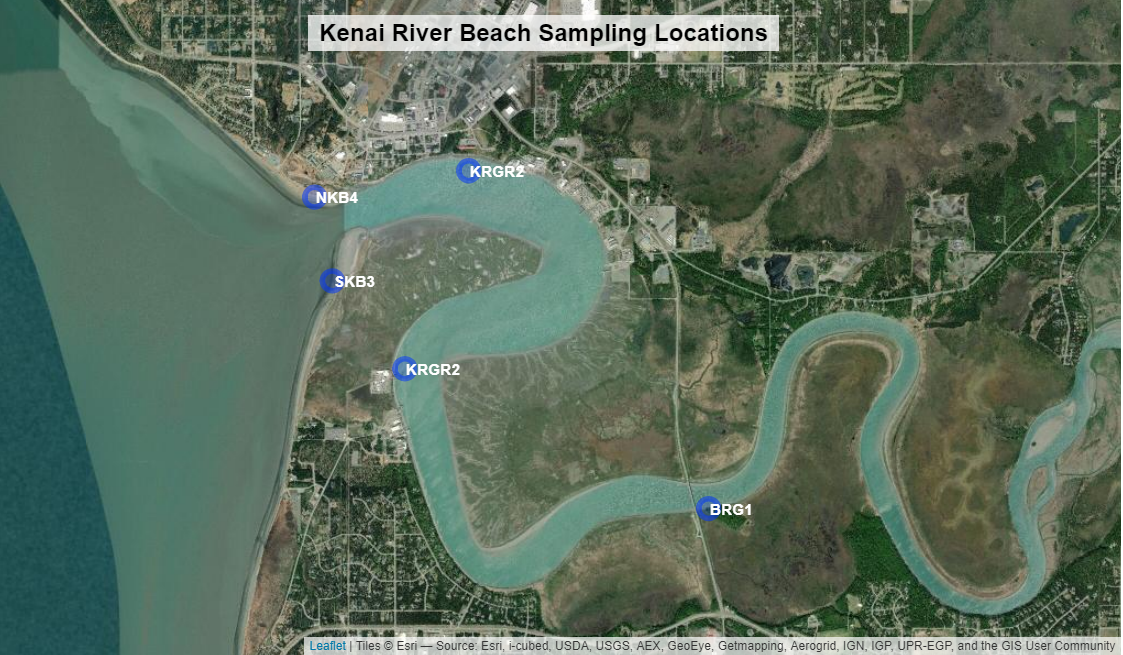 Kenai River Beach Sampling Locations
KRGR2
NKB4
SKB3
KRGR2
BRG1
Leaflet | Tiles © Esri — Source: Esri, i-cubed, USDA, USGS, AEX, GeoEye, Getmapping, Aerogrid, IGN, IGP, UPR-EGP, and the GIS User Community